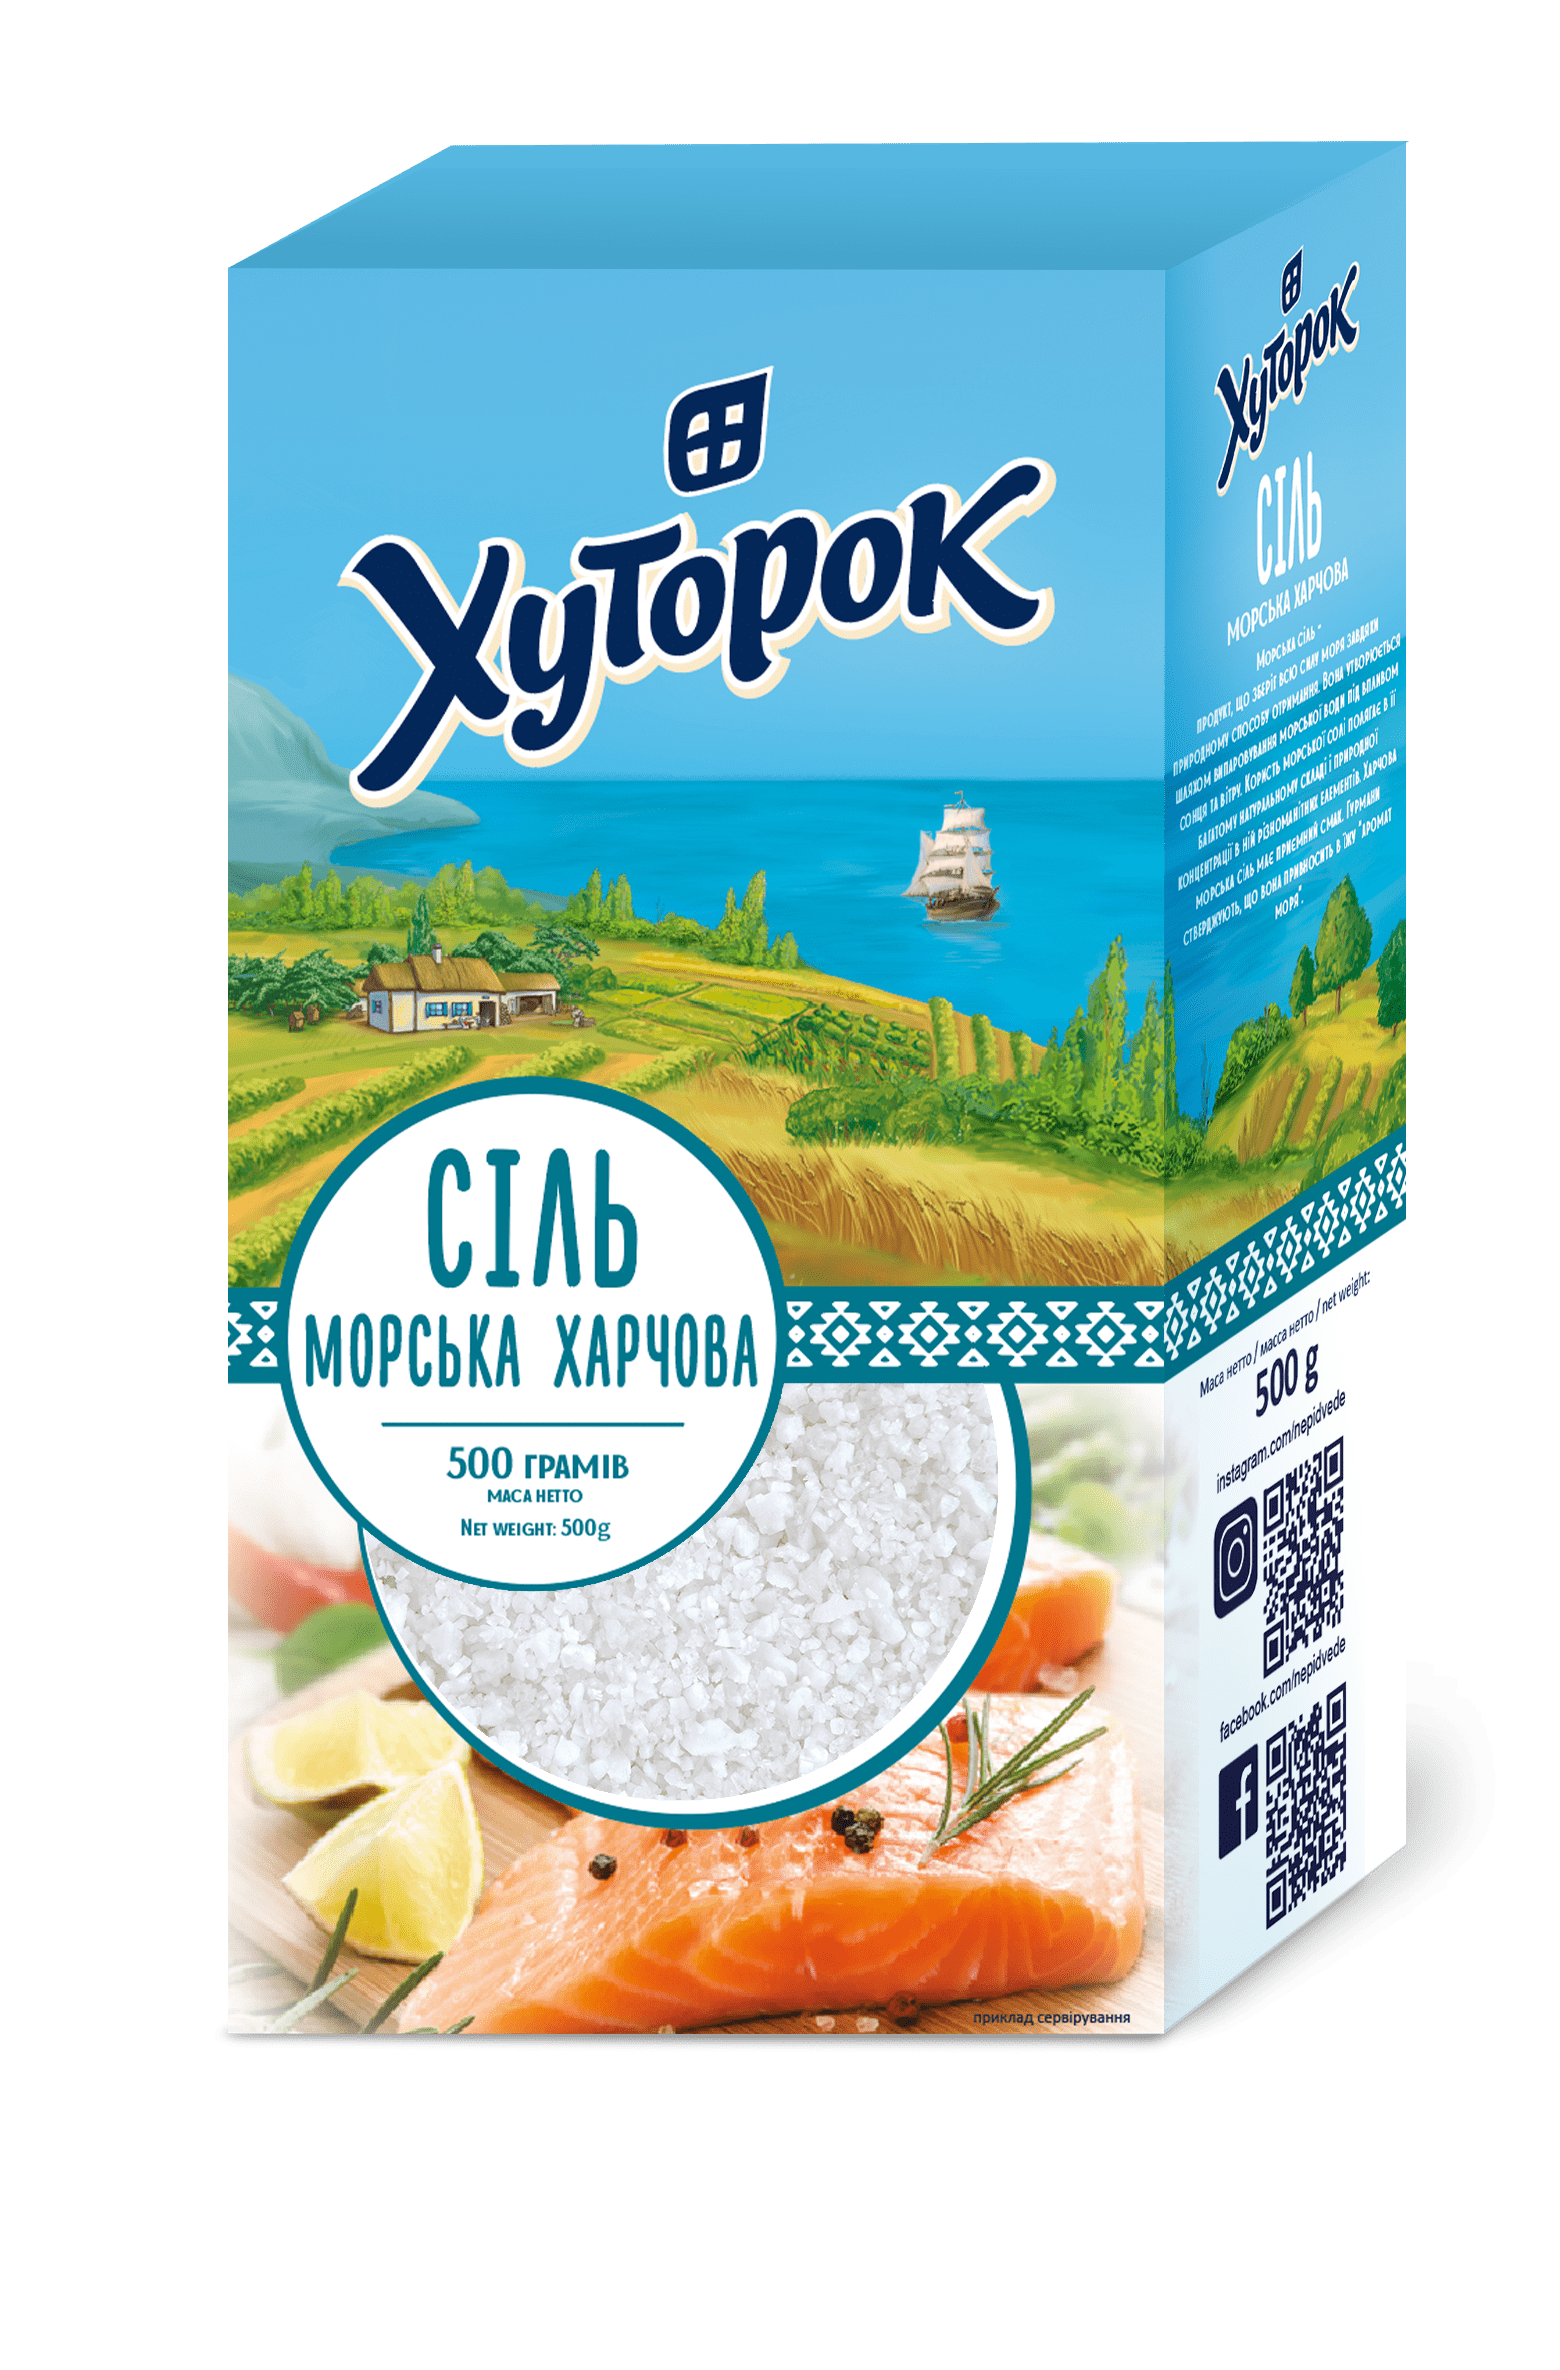 Хуторок
СІЛЬ
МОРСЬКА ХАРЧОВА
500 ГРАМІВ
МАСА НЕТТО
NET WEIGHT: 500g
приклад сервірування
Хуторок
СІЛЬ
МОРСЬКА ХАРЧОВА
МОРСЬКА СІЛЬ -
ПРОДУКТ, ЩО ЗБЕРІГ ВСЮ СИЛУ МОРЯ ЗАВДЯКИ
ПРИРОДНОМУ СПОСОБУ ОТРИМАННЯ. ВОНА УТВОРЮЄТЬСЯ
ШЛЯХОМ ВИПАРОВУВАННЯ МОРСЬКОЇ ВОДИ ПІД ВПЛИВОМ
СОНЦЯ ТА ВІТРУ. КОРИСТЬ МОРСЬКОЇ СОЛІ ПОЛЯГАЄ В ЇЇ
БАГАТОМУ НАТУРАЛЬНОМУ СКЛАДІ І ПРИРОДНОЇ
КОНЦЕНТРАЦІЇ В НІЙ РІЗНОМАНІТНИХ ЕЛЕМЕНТІВ. ХАРЧОВА
МОРСЬКА СІЛЬ МАЄ ПРИЄМНИЙ СМАК. ГУРМАНИ
СТВЕРДЖУЮТЬ, ЩО ВОНА ПРИВНОСИТЬ В ЇЖУ "АРОМАТ
МОРЯ".
Маса нетто / масса нетто / net weight:
500 g
instagram.com/nepidvede
facebook.com/nepidvede